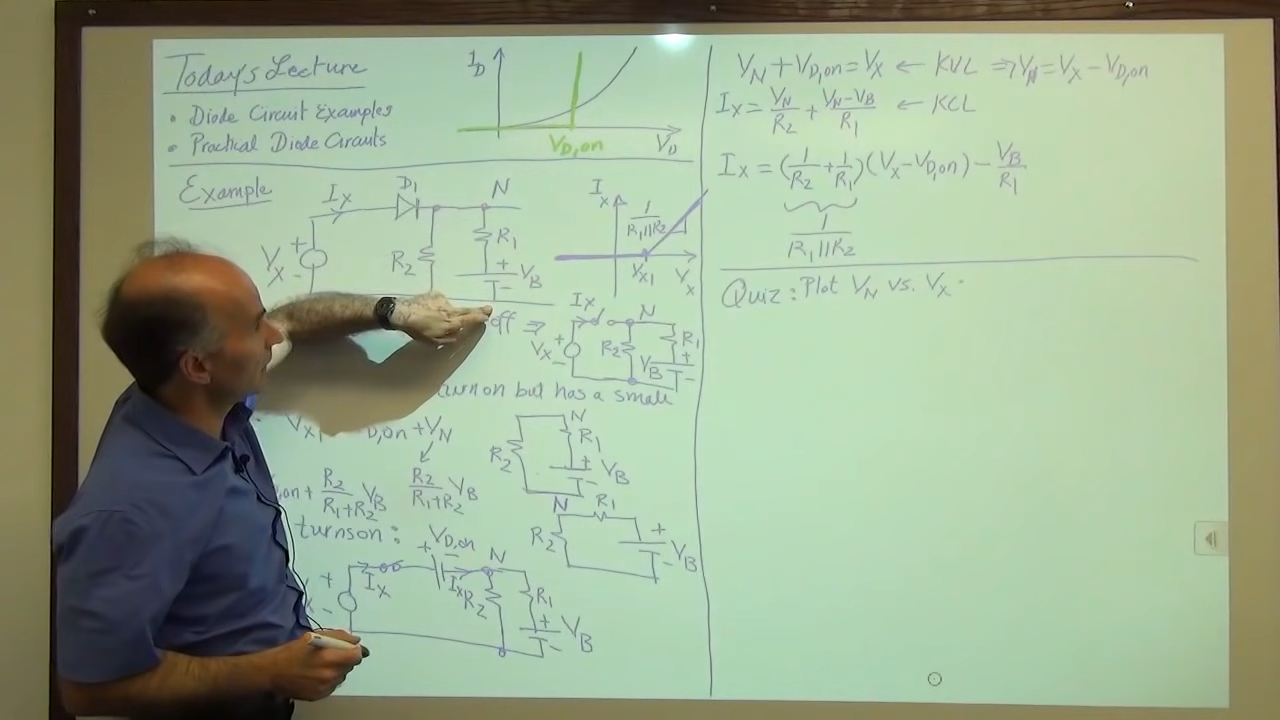 Today's Lecture
• Diode Circuit Examples
• Practical Diode Circuits
I_D
V_D,on
V_D
Example
I_X
D_1
N
V_X
+
-
R_2
R_1
+
-
V_B
I_X
1/(R_1||R_2)
V_X1
V_X
off ⇒
I_X
N
V_X
+
-
R_2
R_1
V_B
+
-
turn on but has a small
V_X1
D,on + V_N
R_2/(R_1+R_2) V_B
,on + R_2/(R_1+R_2) V_B
N
R_2
R_1
+
-
V_B
N
R_1
R_2
+
-
V_B
turns on :
+ V_D,on -
N
+
-
I_X
I_X
R_2
R_1
+
-
V_B
V_N + V_D,on = V_X ← KVL ⇒ V_N = V_X - V_D,on
I_X = V_N/R_2 + (V_N - V_B)/R_1 ← KCL
I_X = (1/R_2 + 1/R_1)(V_X - V_D,on) - V_B/R_1
1/(R_1||R_2)
Quiz : Plot V_N vs. V_X .